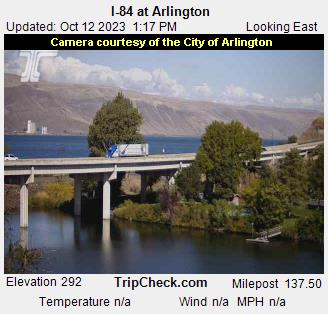 I-84 at Arlington
Updated: Oct 12 2023 1:17 PM Looking East
Camera courtesy of the City of Arlington
Elevation 292 TripCheck.com Milepost 137.50
Temperature n/a Wind n/a MPH n/a